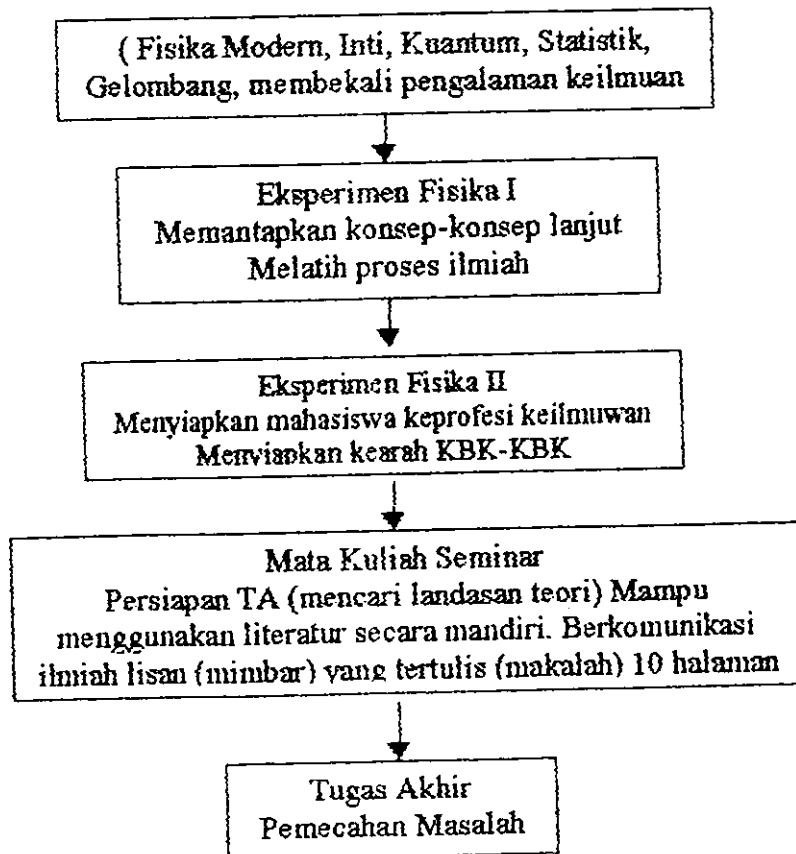 ( Fisika Modern, Inti, Kuantum, Statistik,
Gelombang, membekali pengalaman keilmuan
Eksperimen Fisika I
Memantapkan konsep-konsep lanjut
Melatih proses ilmiah
Eksperimen Fisika II
Menyiapkan mahasiswa keprofesi keilmuwan
Menyiapkan kearah KBK-KBK
Mata Kuliah Seminar
Persiapan TA (mencari landasan teori) Mampu
menggunakan literatur secara mandiri. Berkomunikasi
ilmiah lisan (mimbar) yang tertulis (makalah) 10 halaman
Tugas Akhir
Pemecahan Masalah